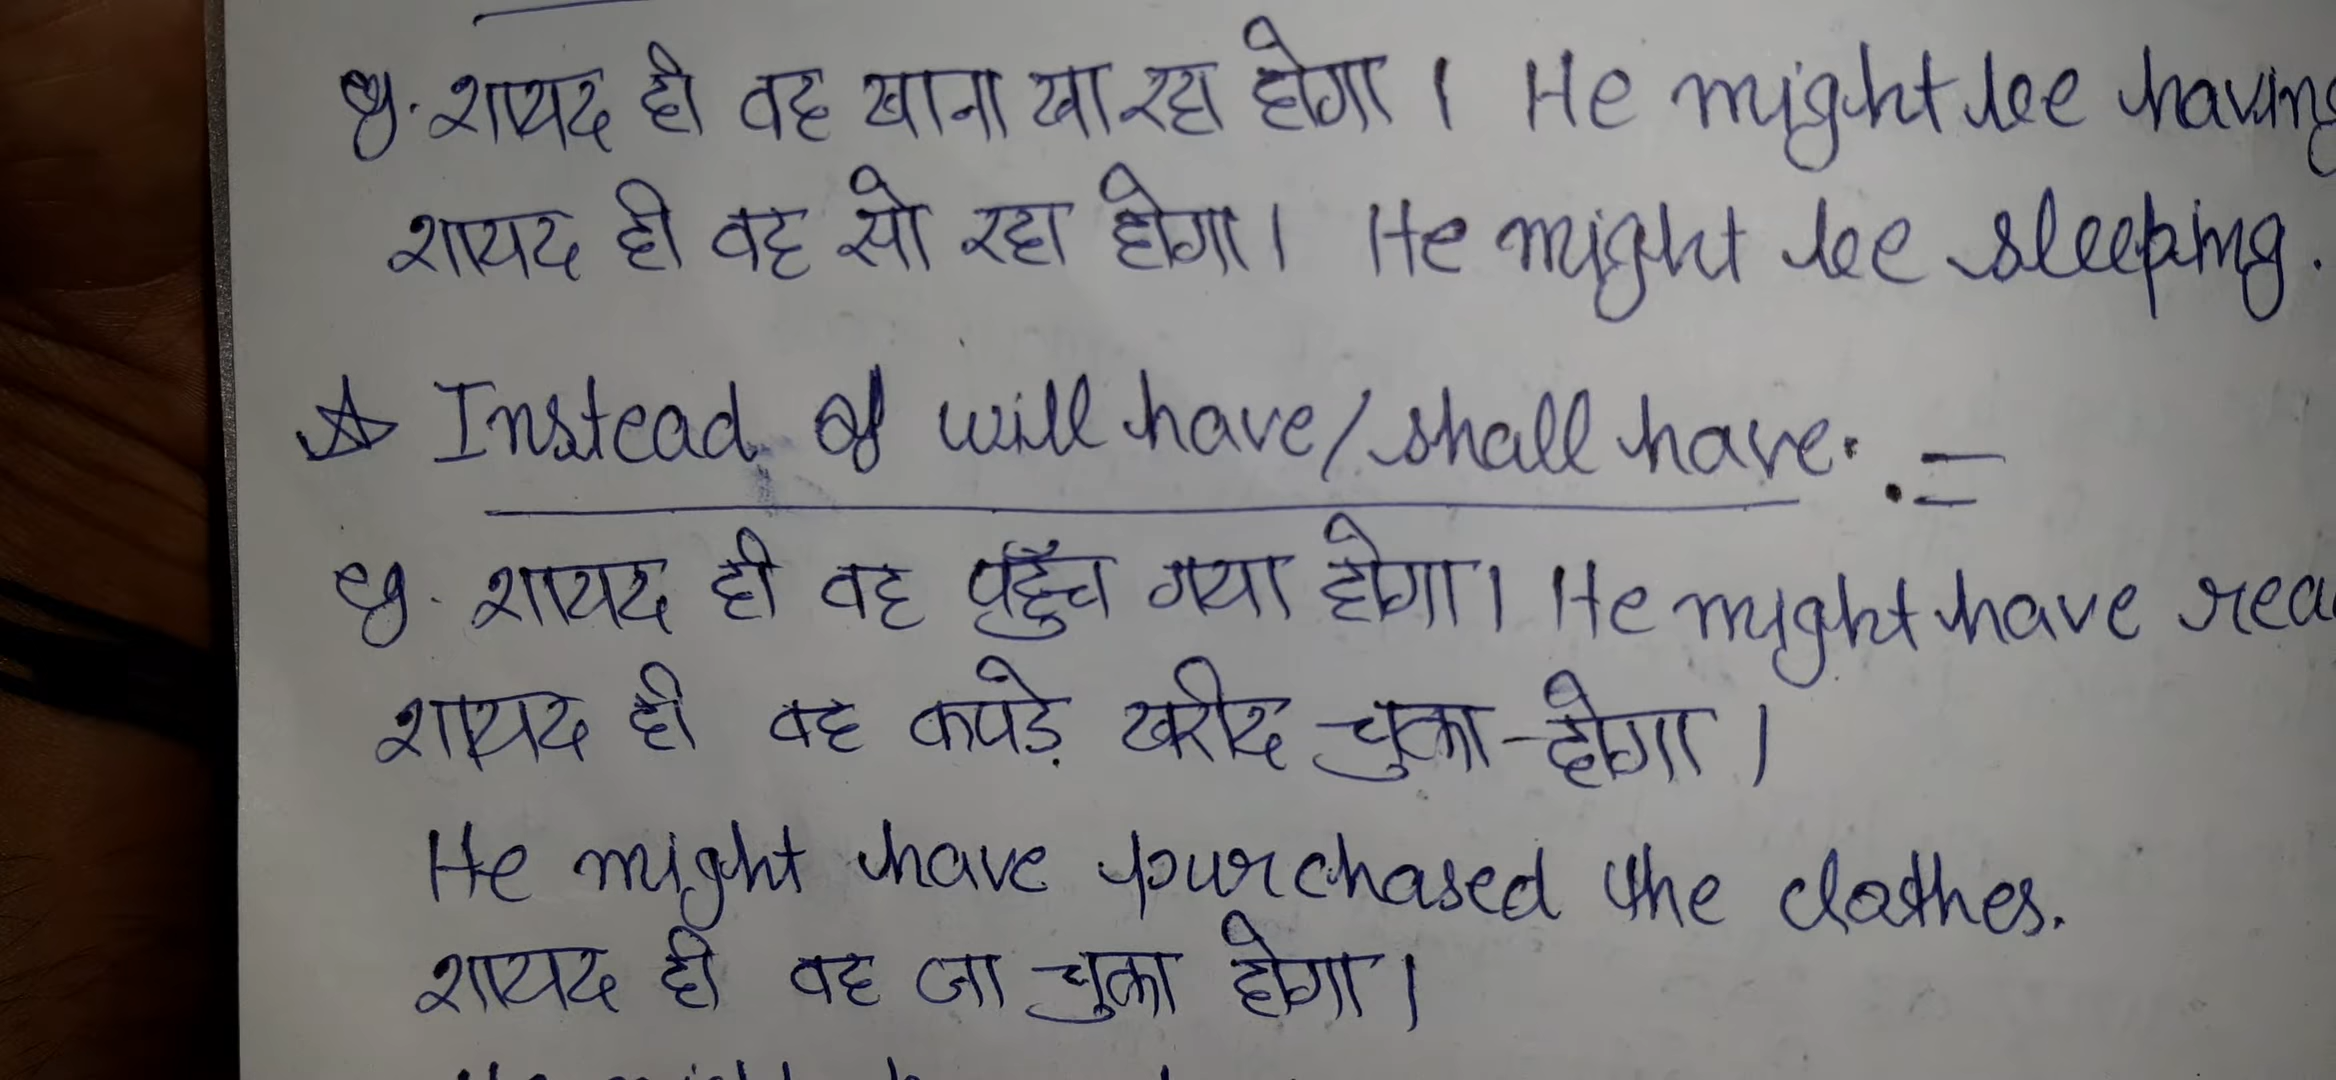 eg. शायद ही वह खाना खा रहा होगा । He might be having
शायद ही वह सो रहा होगा । He might be sleeping.
☆ Instead of will have/shall have. :=
eg. शायद ही वह पहुँच गया होगा । He might have rea
शायद ही वह कपड़े खरीद चुका होगा ।
He might have purchased the clothes.
शायद ही वह जा चुका होगा ।